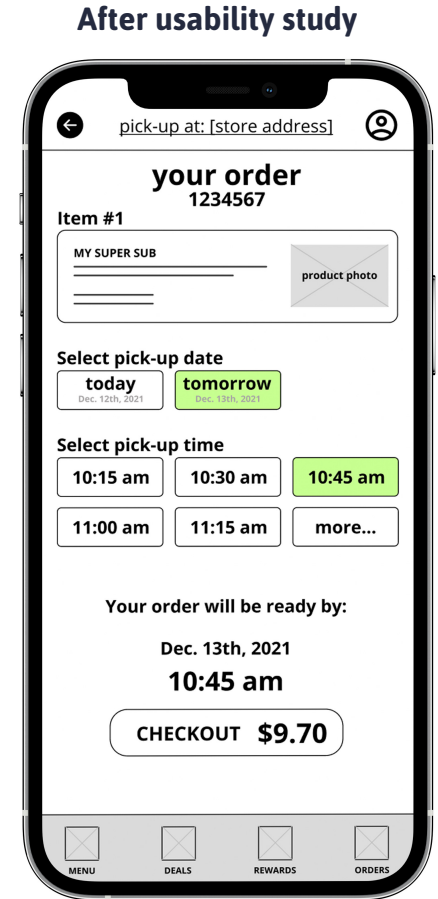 After usability study
pick-up at: [store address]
your order
1234567
Item #1
MY SUPER SUB
product photo
Select pick-up date
today tomorrow
Dec. 12th, 2021 Dec. 13th, 2021
Select pick-up time
10:15 am 10:30 am 10:45 am
11:00 am 11:15 am more...
Your order will be ready by:
Dec. 13th, 2021
10:45 am
CHECKOUT $9.70
MENU DEALS REWARDS ORDERS